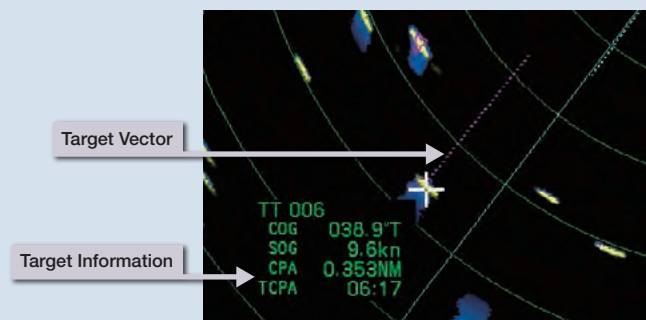 Target Vector
TT 006
COG 038.9°T
SOG 9.6kn
Target Information
CPA 0.353NM
TCPA 06:17